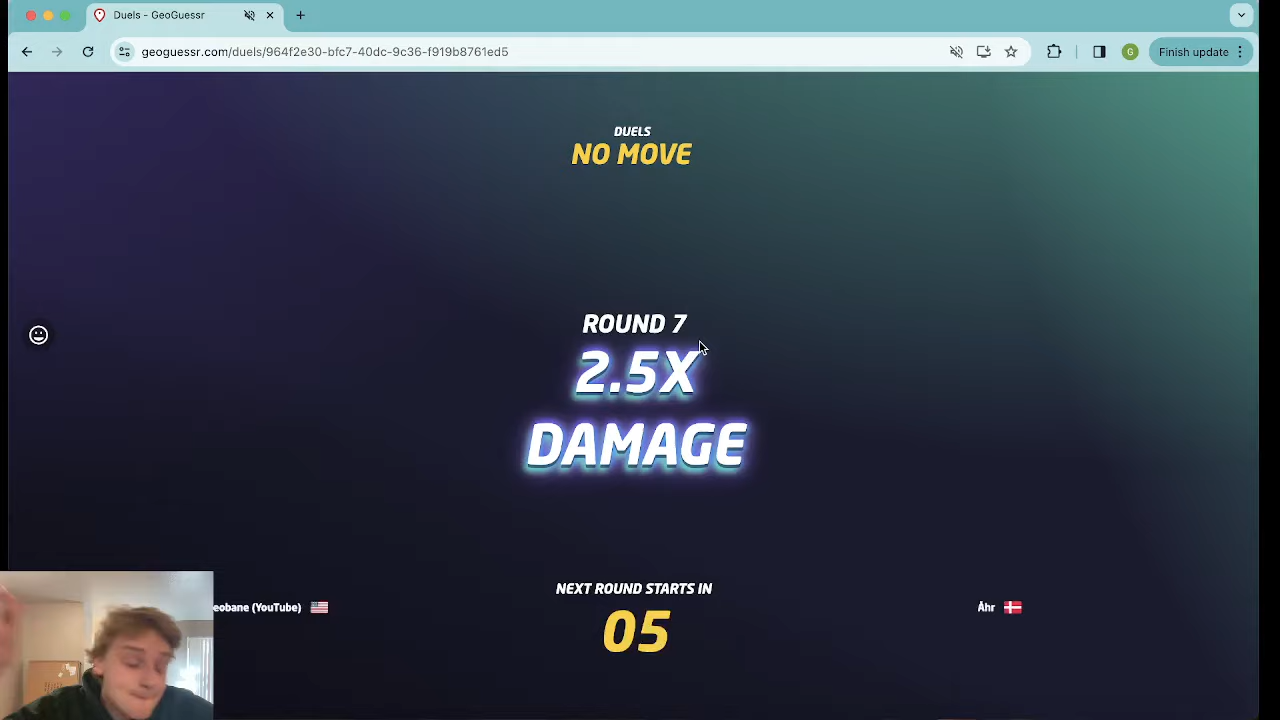 Duels - GeoGuessr
geoguessr.com/duels/964f2e30-bfc7-40dc-9c36-f919b8761ed5
G
Finish update
DUELS
NO MOVE
ROUND 7
2.5X
DAMAGE
NEXT ROUND STARTS IN
05
eobane (YouTube)
Åhr